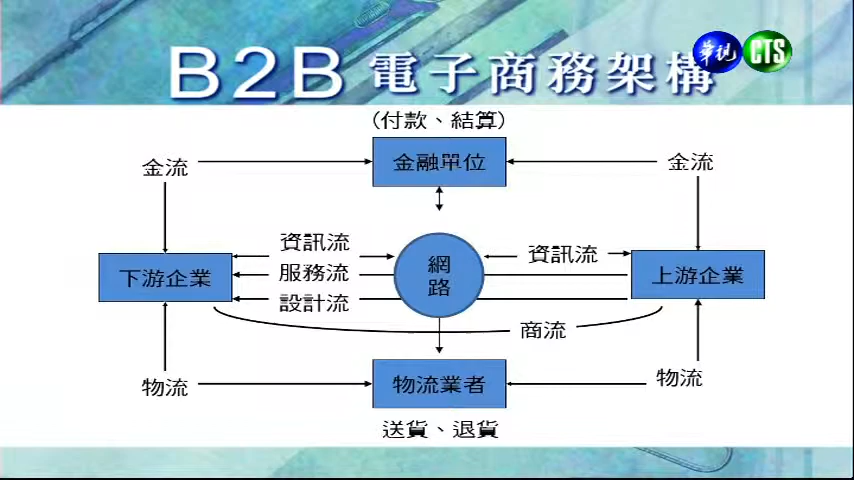 B2B 電子商務架構
華視 CTS
(付款、結算)
金流
金融單位
金流
下游企業
資訊流
服務流
設計流
網路
資訊流
上游企業
商流
物流
物流業者
物流
送貨、退貨